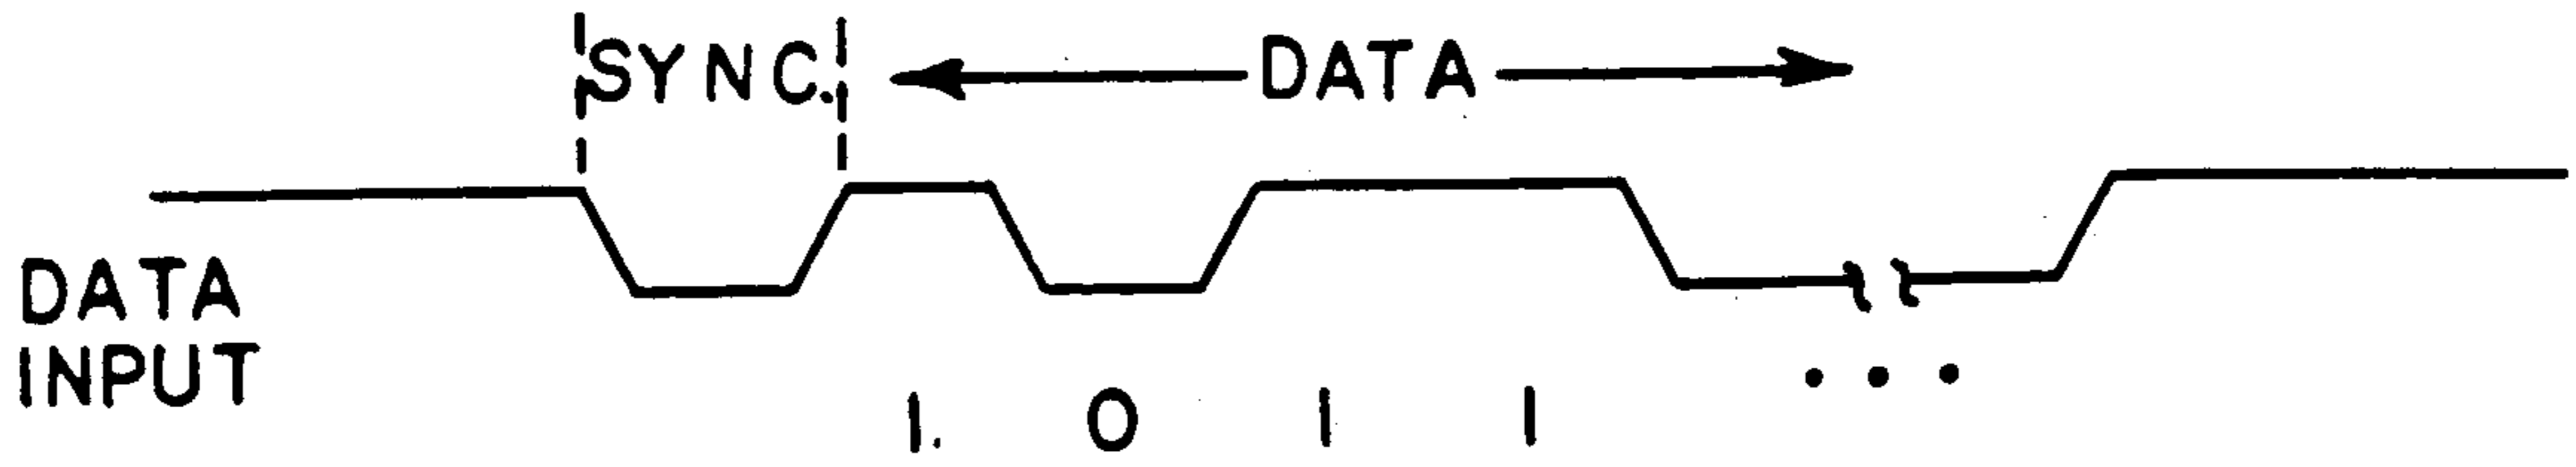 SYNC. DATA
DATA
INPUT
1 0 1 1 . . .